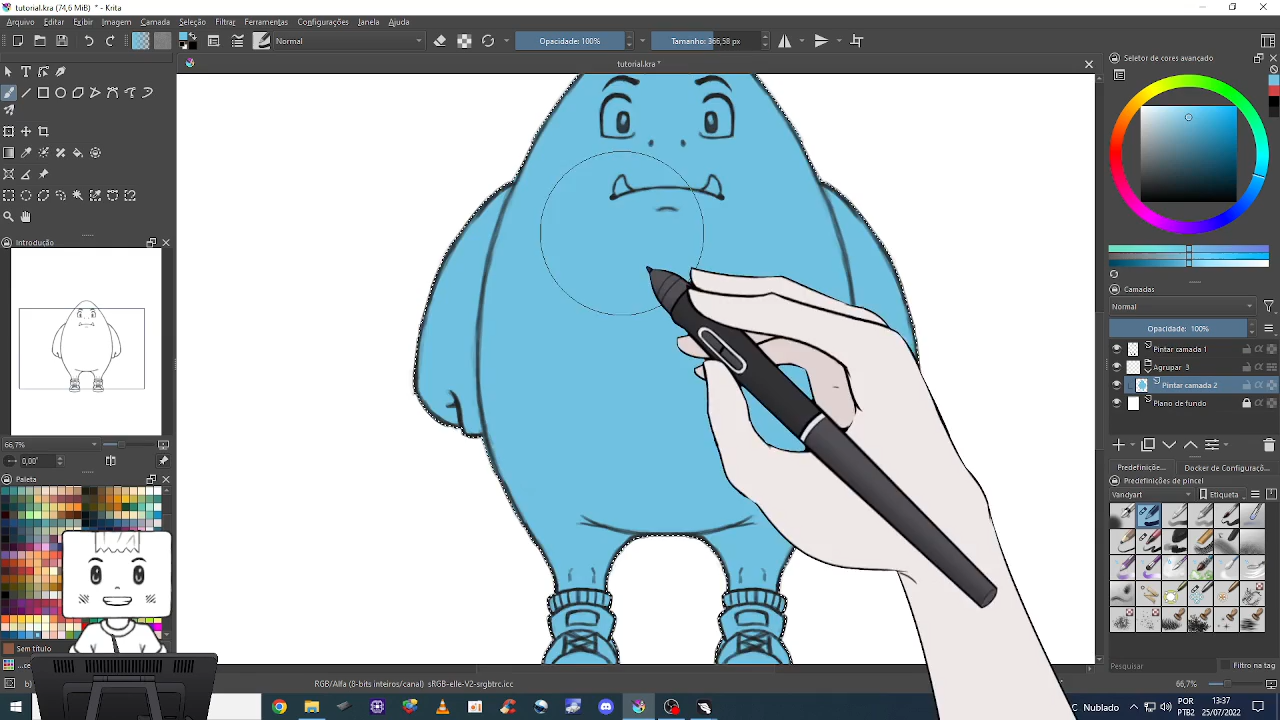 tutorial.kra (74,6 MiB) * - Krita
Arquivo Editar Exibir Imagem Camada Seleção Filtrar Ferramentas Configurações Janela Ajuda
Normal
Opacidade: 100%
Tamanho: 366,58 px
tutorial.kra *
Seletor de cores avançado
Introdução
Camadas
Normal
Opacidade: 100%
Pintar camada 1
Agrupar 3
Pintar camada 2
Plano de fundo
66,7%
0,00°
Paleta
Predefinição...
Docker de Configuraçõ...
Predefinições de pincel
Vandyart
Etiqueta
Sem título
Pesquisar
Filtro na tag
RGB/Alfa (8-bits inteiros/canal) sRGB-elle-V2-srgbtrc.icc
66,7%
C Nublado
POR
PTB2
13:37
25/07/2022